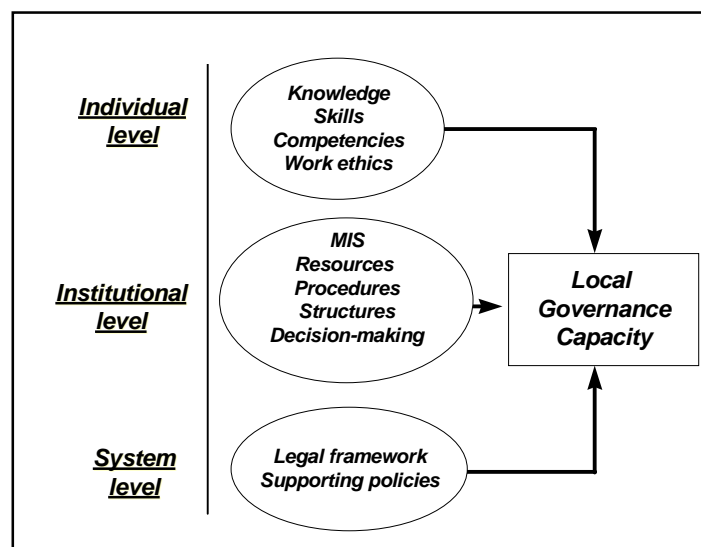 Individual
level
Knowledge
Skills
Competencies
Work ethics
Institutional
level
MIS
Resources
Procedures
Structures
Decision-making
Local
Governance
Capacity
System
level
Legal framework
Supporting policies